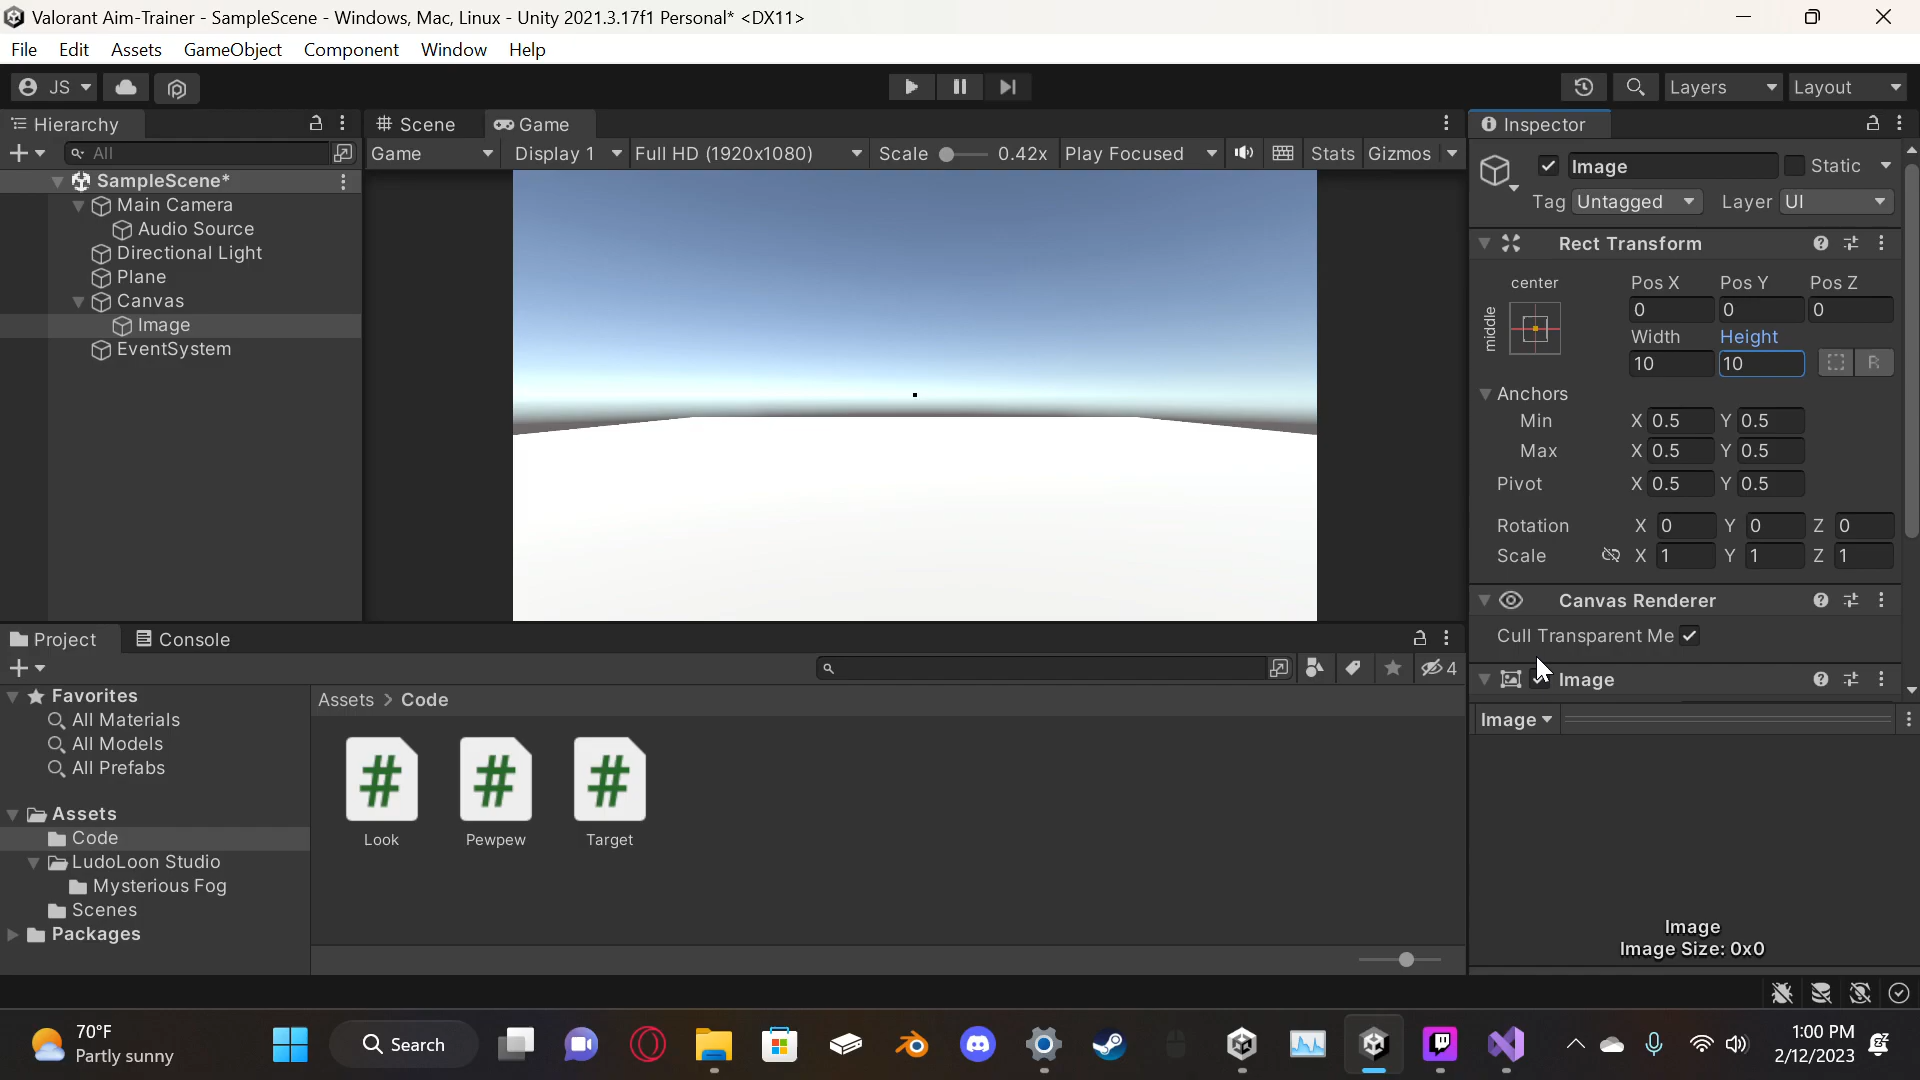 Valorant Aim-Trainer - SampleScene - Windows, Mac, Linux - Unity 2021.3.17f1 Personal* <DX11>
File Edit Assets GameObject Component Window Help
JS Layers Layout
Hierarchy Scene Game Inspector
All Game Display 1 Full HD (1920x1080) Scale 0.42x Play Focused Stats Gizmos
SampleScene*
Main Camera
Audio Source
Directional Light
Plane
Canvas
Image
EventSystem
Image Static
Tag Untagged Layer UI
Rect Transform
center Pos X Pos Y Pos Z
middle
0 0 0
Width Height
10 10 R
Anchors
Min X 0.5 Y 0.5
Max X 0.5 Y 0.5
Pivot X 0.5 Y 0.5
Rotation X 0 Y 0 Z 0
Scale X 1 Y 1 Z 1
Canvas Renderer
Cull Transparent Me
Image
Image
Image
Image Size: 0x0
Project Console
4
Favorites
All Materials
All Models
All Prefabs
Assets
Code
LudoLoon Studio
Mysterious Fog
Scenes
Packages
Assets > Code
Look Pewpew Target
70°F
Partly sunny
Search
1:00 PM
2/12/2023